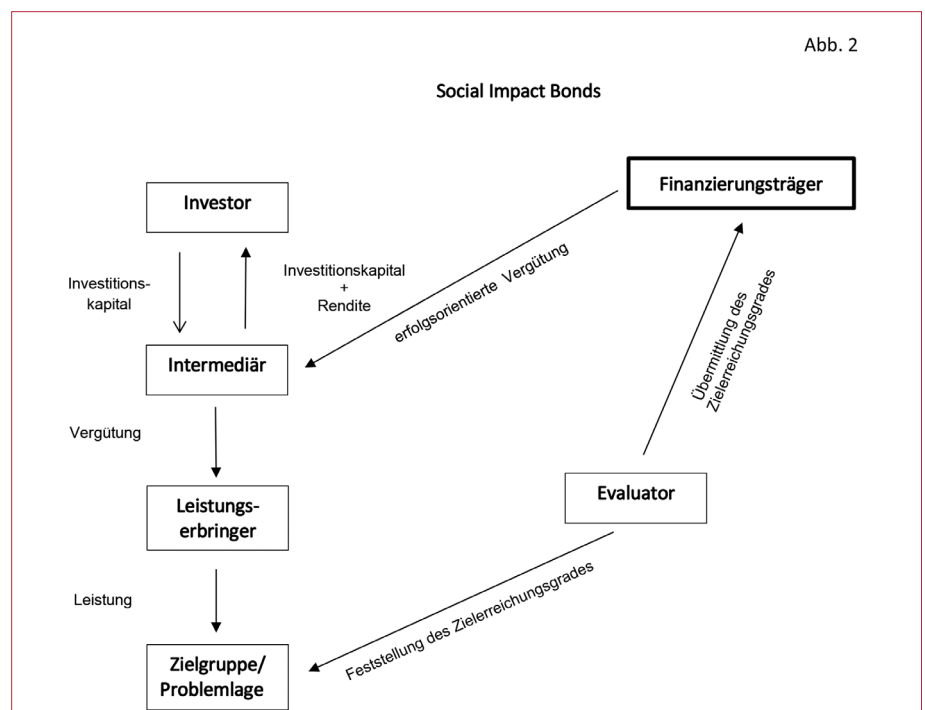 Abb. 2
Social Impact Bonds
Finanzierungsträger
Investor
Investitions-
kapital
Investitionskapital
+
Rendite
erfolgsorientierte Vergütung
Übermittlung des
Zielerreichungsgrades
Intermediär
Vergütung
Leistungs-
erbringer
Evaluator
Leistung
Feststellung des Zielerreichungsgrades
Zielgruppe/
Problemlage